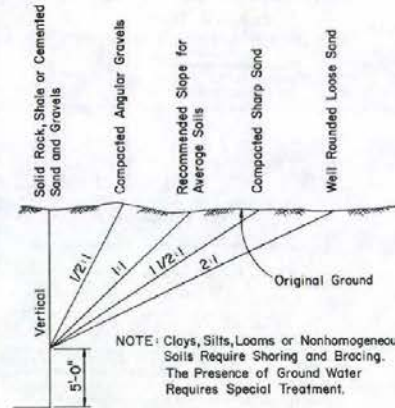 Solid Rock, Shale or Cemented
Sand and Gravels
Compacted Angular Gravels
Recommended Slope for
Average Soils
Compacted Sharp Sand
Well Rounded Loose Sand
1/2:1
1:1
1 1/2:1
2:1
Original Ground
Vertical
5'-0"
NOTE: Clays, Silts, Loams or Nonhomogeneou
Soils Require Shoring and Bracing.
The Presence of Ground Water
Requires Special Treatment.